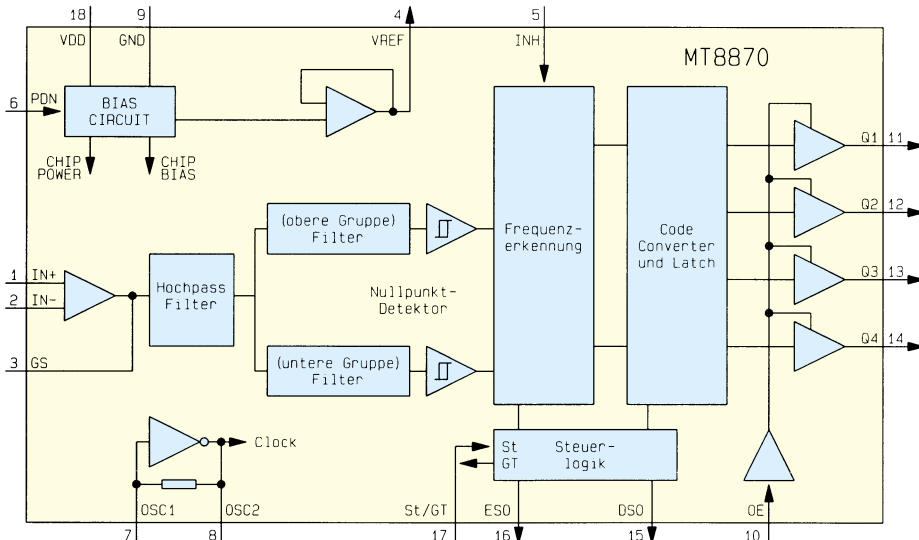 18 9 4 5
VDD GND VREF INH
MT8870
6 PDN
BIAS
CIRCUIT
CHIP
POWER
CHIP
BIAS
Q1 11
Q2 12
Q3 13
Q4 14
(obere Gruppe)
Filter
Frequenz-
erkennung
Code
Converter
und Latch
1 IN+
2 IN-
Hochpass
Filter
Nullpunkt-
Detektor
3 GS
(untere Gruppe)
Filter
Clock
St
GT
Steuer-
logik
OSC1 OSC2 St/GT ESO DSO OE
7 8 17 16 15 10